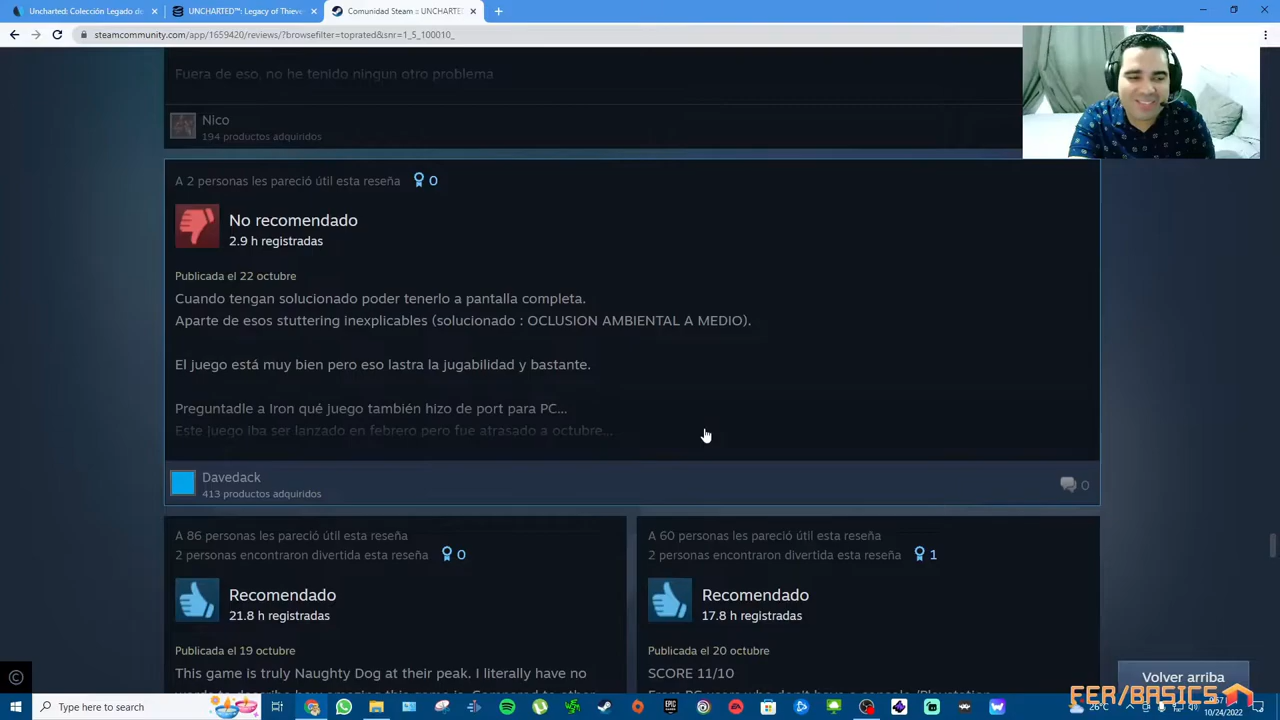 Uncharted: Colección Legado de
UNCHARTED™: Legacy of Thieve
Comunidad Steam :: UNCHARTE
steamcommunity.com/app/1659420/reviews/?browsefilter=toprated&snr=1_5_100010_
Fuera de eso, no he tenido ningun otro problema
Nico
194 productos adquiridos
A 2 personas les pareció útil esta reseña 0
No recomendado
2.9 h registradas
Publicada el 22 octubre
Cuando tengan solucionado poder tenerlo a pantalla completa.
Aparte de esos stuttering inexplicables (solucionado : OCLUSION AMBIENTAL A MEDIO).
El juego está muy bien pero eso lastra la jugabilidad y bastante.
Preguntadle a Iron qué juego también hizo de port para PC...
Este juego iba ser lanzado en febrero pero fue atrasado a octubre...
Davedack
413 productos adquiridos
0
A 86 personas les pareció útil esta reseña
2 personas encontraron divertida esta reseña 0
Recomendado
21.8 h registradas
Publicada el 19 octubre
This game is truly Naughty Dog at their peak. I literally have no
A 60 personas les pareció útil esta reseña
2 personas encontraron divertida esta reseña 1
Recomendado
17.8 h registradas
Publicada el 20 octubre
SCORE 11/10
Volver arriba
FER/BASICS
Type here to search
26°C
10/24/2022